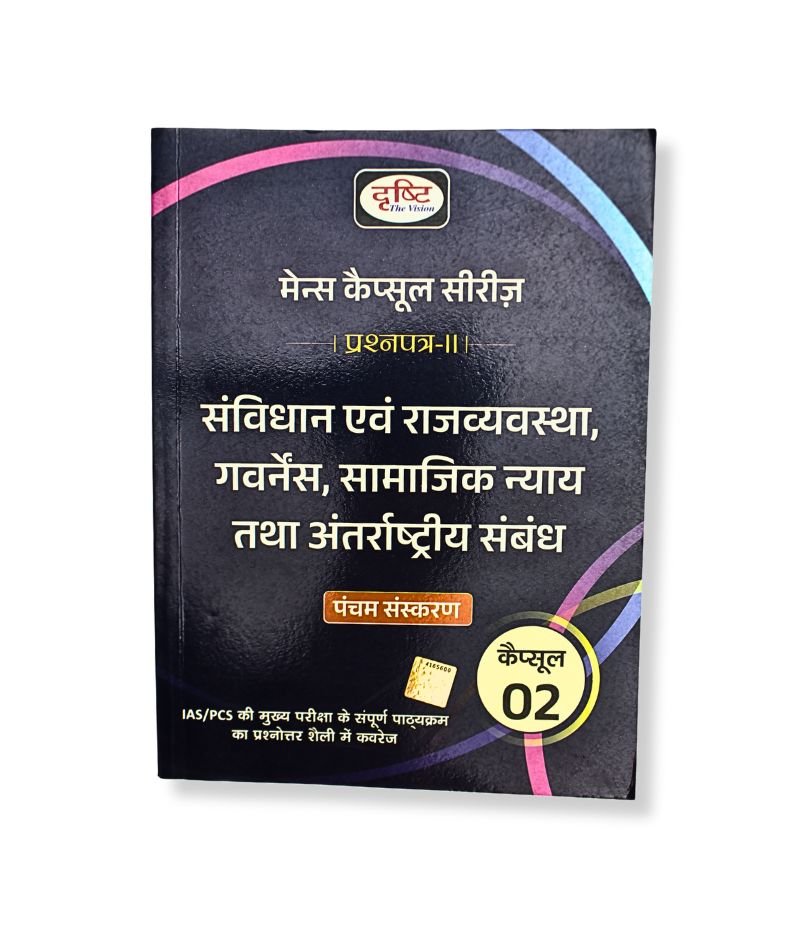 दृष्टि
The Vision
मेन्स कैप्सूल सीरीज़
प्रश्नपत्र-II
संविधान एवं राजव्यवस्था,
गवर्नेंस, सामाजिक न्याय
तथा अंतर्राष्ट्रीय संबंध
पंचम संस्करण
4165600
कैप्सूल
02
IAS/PCS की मुख्य परीक्षा के संपूर्ण पाठ्यक्रम
का प्रश्नोत्तर शैली में कवरेज